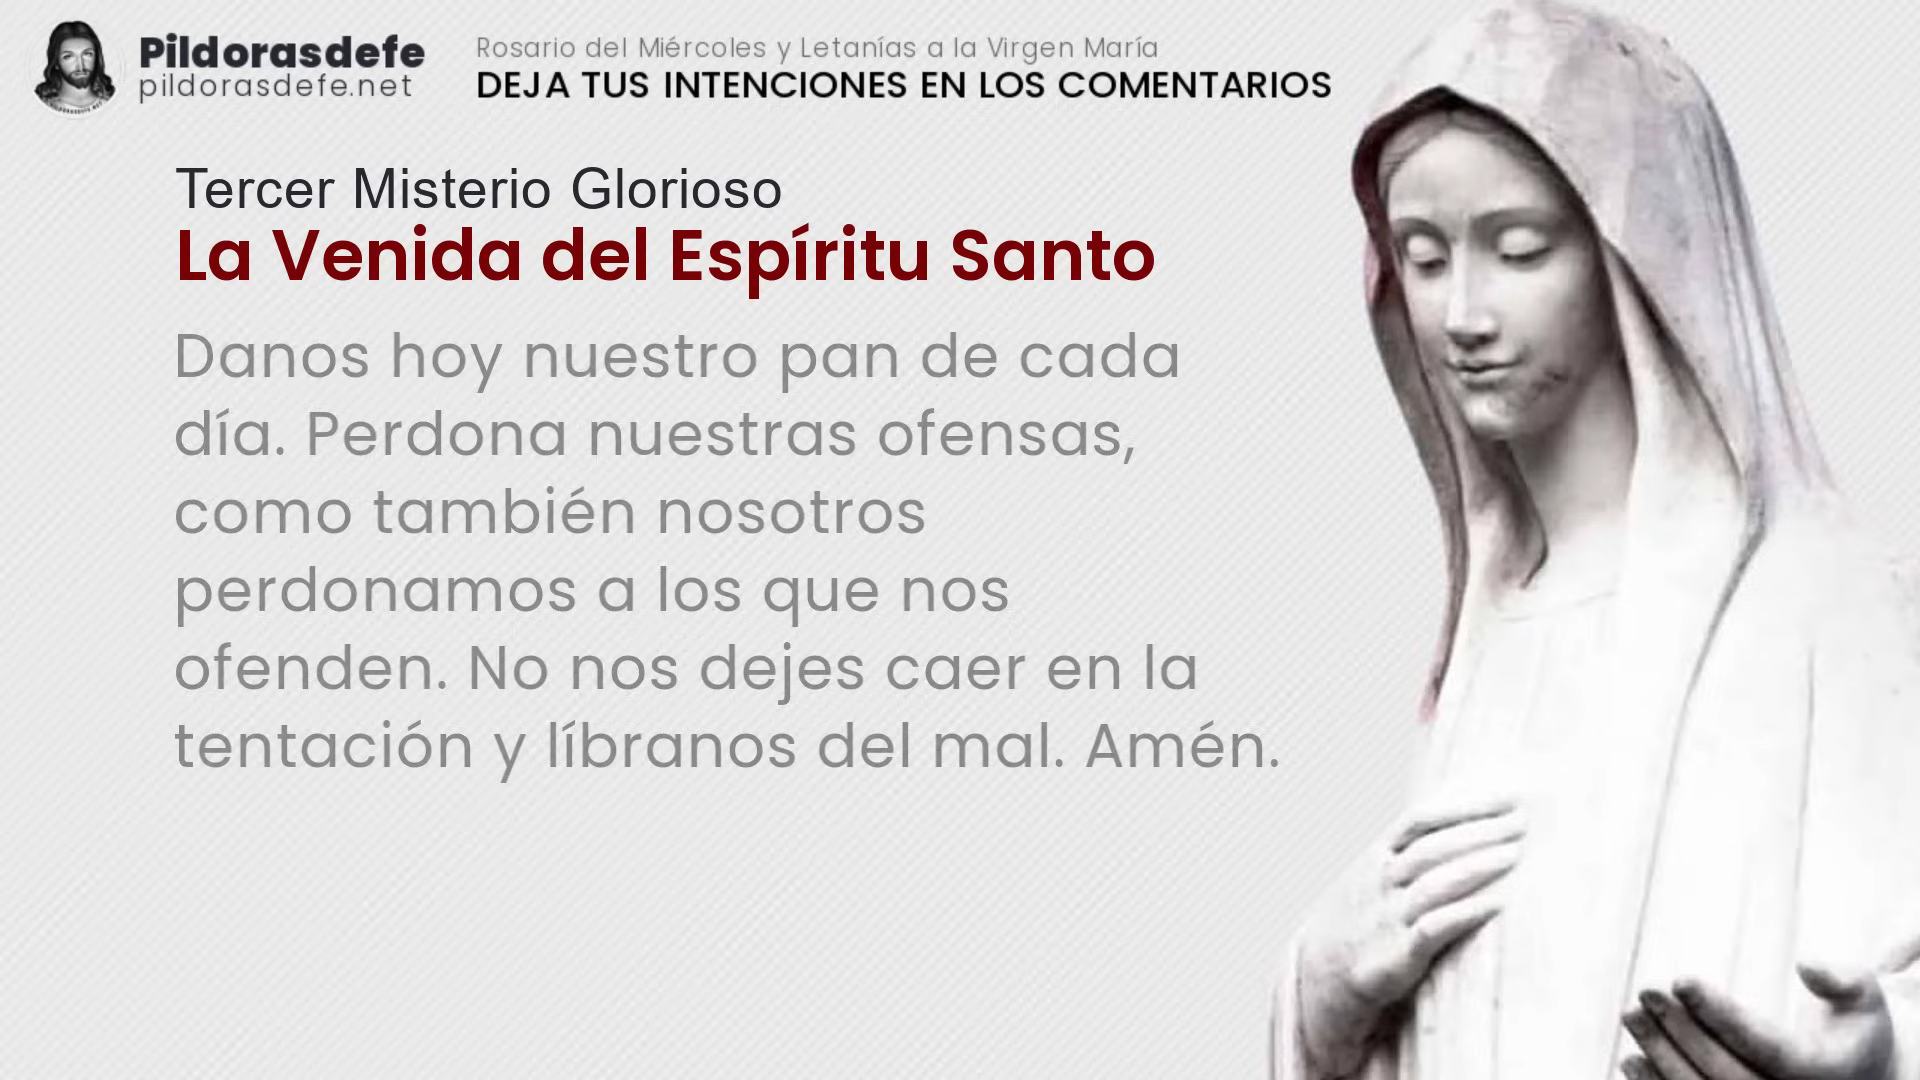 Pildorasdefe
pildorasdefe.net
Rosario del Miércoles y Letanías a la Virgen María
DEJA TUS INTENCIONES EN LOS COMENTARIOS
Tercer Misterio Glorioso
La Venida del Espíritu Santo
Danos hoy nuestro pan de cada
día. Perdona nuestras ofensas,
como también nosotros
perdonamos a los que nos
ofenden. No nos dejes caer en la
tentación y líbranos del mal. Amén.